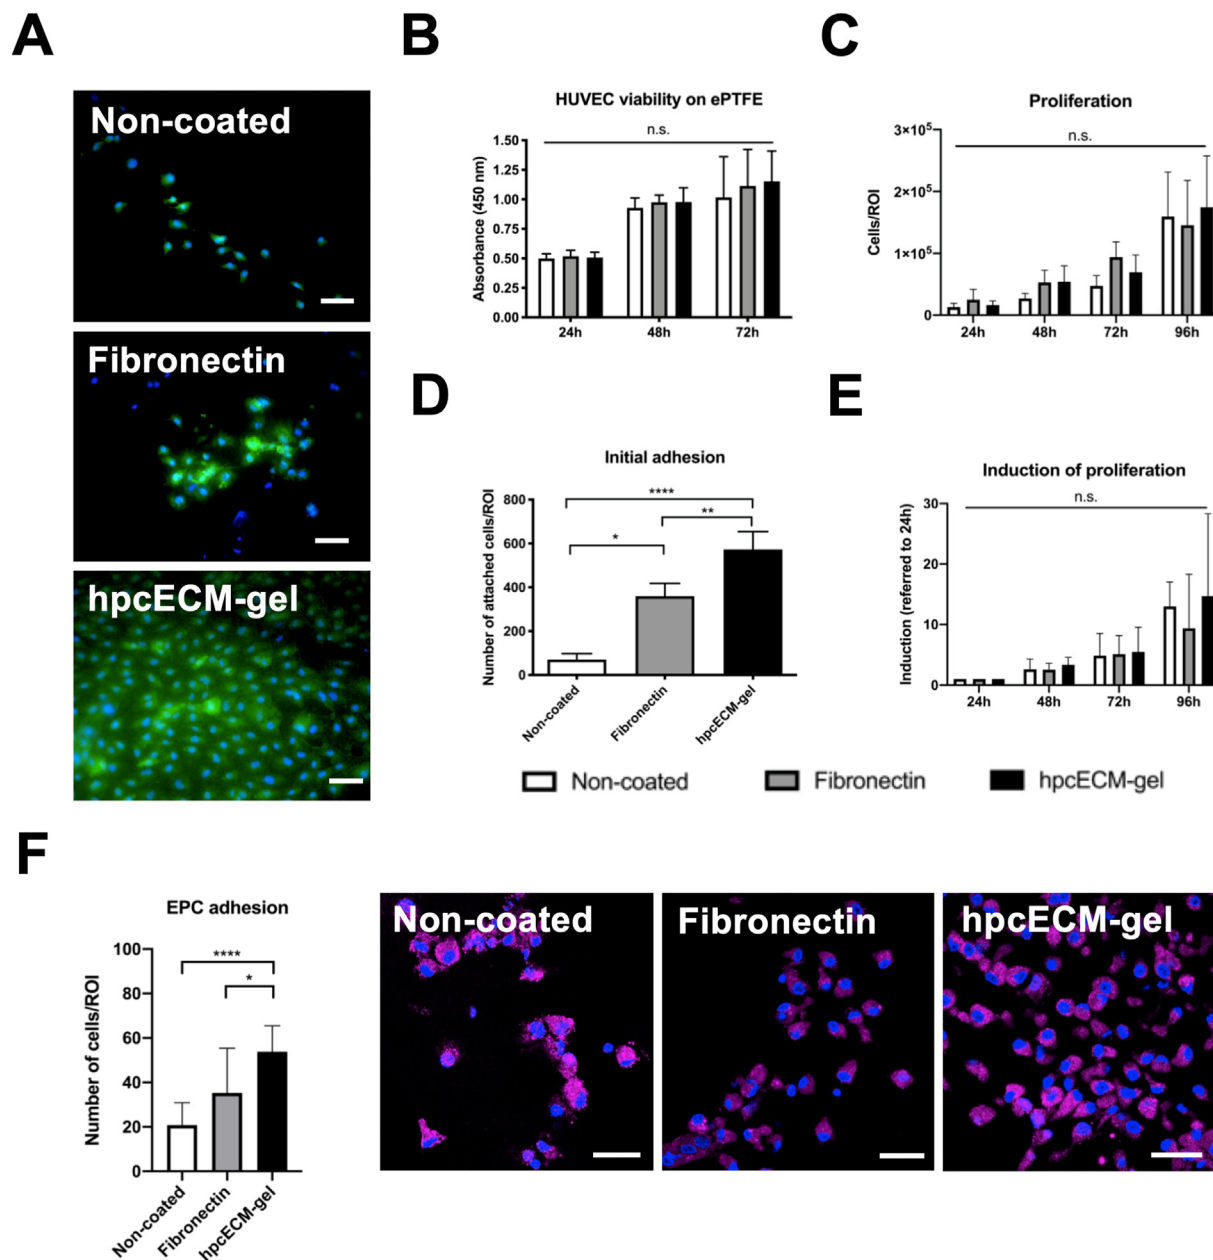 A
Non-coated
Fibronectin
hpcECM-gel
B
HUVEC viability on ePTFE
n.s.
Absorbance (450 nm)
1.50
1.25
1.00
0.75
0.50
0.25
0.00
24h 48h 72h
C
Proliferation
n.s.
Cells/ROI
3×10⁵
2×10⁵
1×10⁵
0
24h 48h 72h 96h
D
Initial adhesion
Number of attached cells/ROI
800
600
400
200
0
****
**
*
Non-coated Fibronectin hpcECM-gel
E
Induction of proliferation
n.s.
Induction (referred to 24h)
30
20
10
0
24h 48h 72h 96h
Non-coated Fibronectin hpcECM-gel
F
EPC adhesion
Number of cells/ROI
100
80
60
40
20
0
****
*
Non-coated Fibronectin hpcECM-gel
Non-coated
Fibronectin
hpcECM-gel